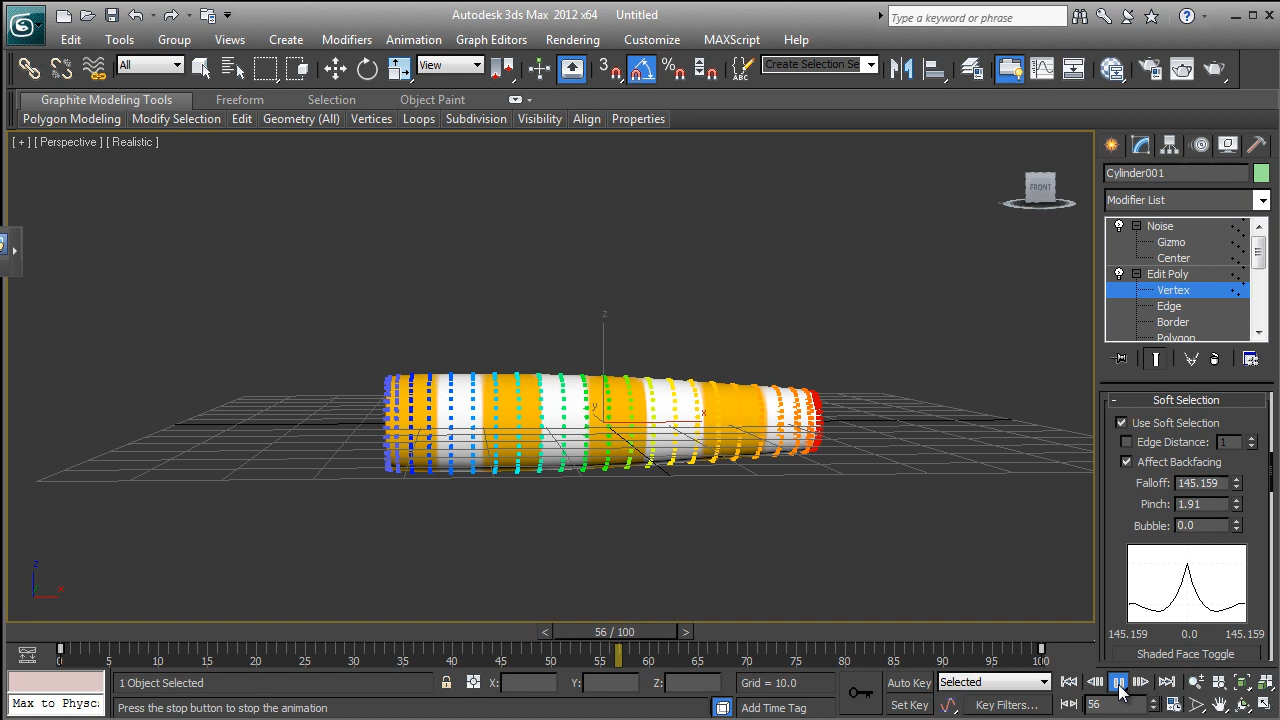 Autodesk 3ds Max 2012 x64 Untitled
Type a keyword or phrase
Edit Tools Group Views Create Modifiers Animation Graph Editors Rendering Customize MAXScript Help
All View 3 Create Selection Se
Graphite Modeling Tools Freeform Selection Object Paint
Polygon Modeling Modify Selection Edit Geometry (All) Vertices Loops Subdivision Visibility Align Properties
[ + ] [ Perspective ] [ Realistic ]
FRONT
z
y
x
z
x
Cylinder001
Modifier List
Noise
Gizmo
Center
Edit Poly
Vertex
Edge
Border
Polygon
- Soft Selection
Use Soft Selection
Edge Distance: 1
Affect Backfacing
Falloff: 145.159
Pinch: 1.91
Bubble: 0.0
145.159 0.0 145.159
Shaded Face Toggle
< 56 / 100 >
0 5 10 15 20 25 30 35 40 45 50 55 60 65 70 75 80 85 90 95 100
1 Object Selected X: Y: Z: Grid = 10.0 Auto Key Selected
Max to Physc Press the stop button to stop the animation Add Time Tag Set Key Key Filters... 56